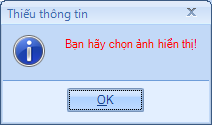 Thiếu thông tin
Bạn hãy chọn ảnh hiển thị!
OK